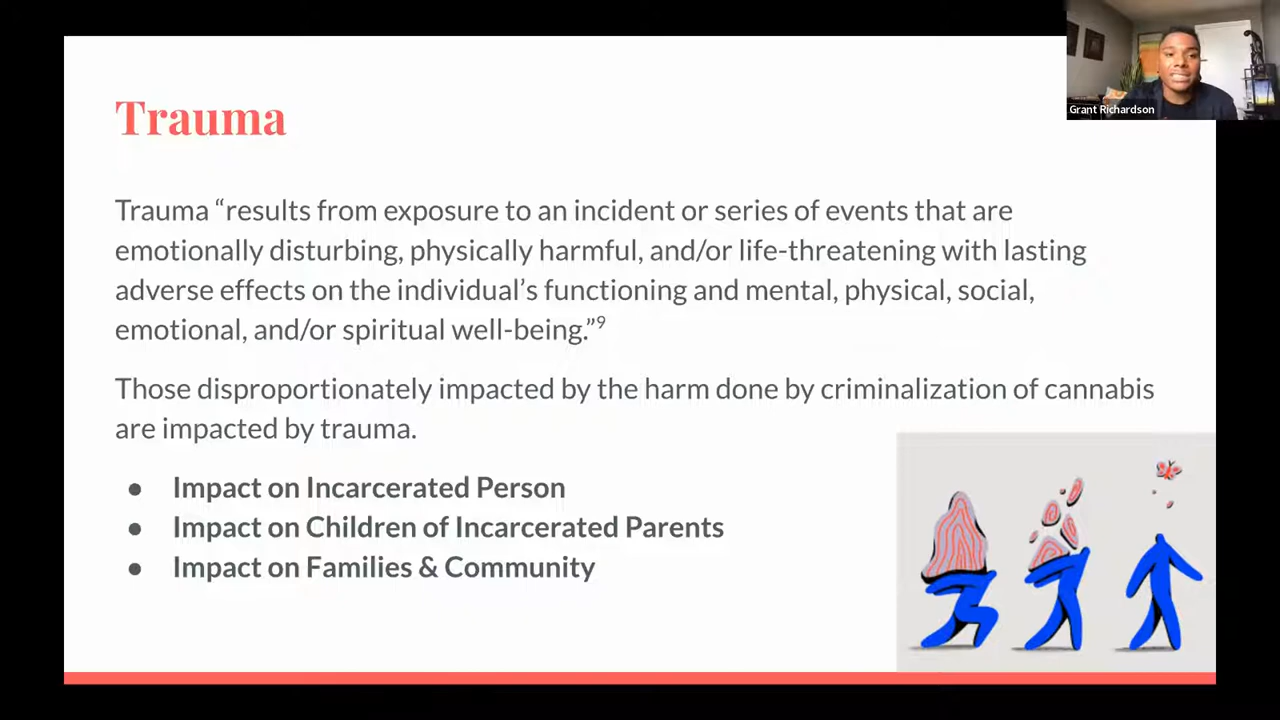 Grant Richardson
Trauma
Trauma “results from exposure to an incident or series of events that are
emotionally disturbing, physically harmful, and/or life-threatening with lasting
adverse effects on the individual’s functioning and mental, physical, social,
emotional, and/or spiritual well-being.”⁹
Those disproportionately impacted by the harm done by criminalization of cannabis
are impacted by trauma.
● Impact on Incarcerated Person
● Impact on Children of Incarcerated Parents
● Impact on Families & Community